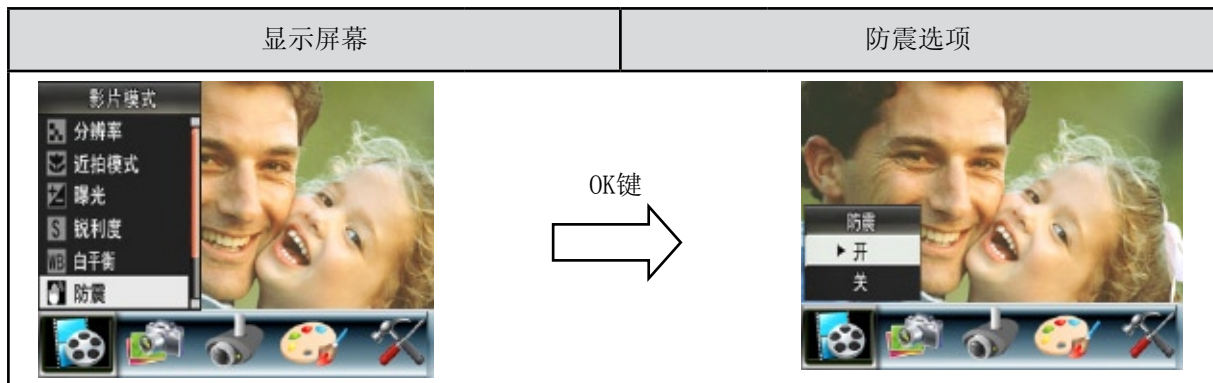 显示屏幕
防震选项
影片模式
分辨率
近拍模式
曝光
S 锐利度
WB 白平衡
防震
OK键
防震
开
关